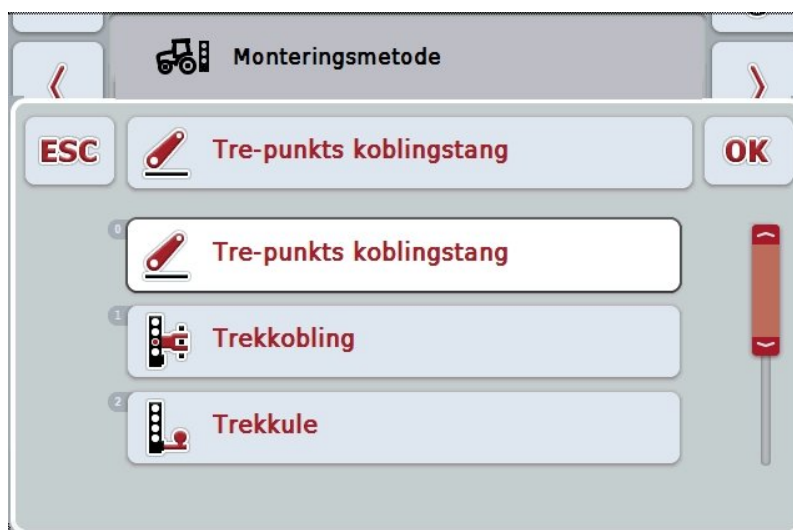 Monteringsmetode
ESC
Tre-punkts koblingstang
OK
0
Tre-punkts koblingstang
1
Trekkobling
2
Trekkule